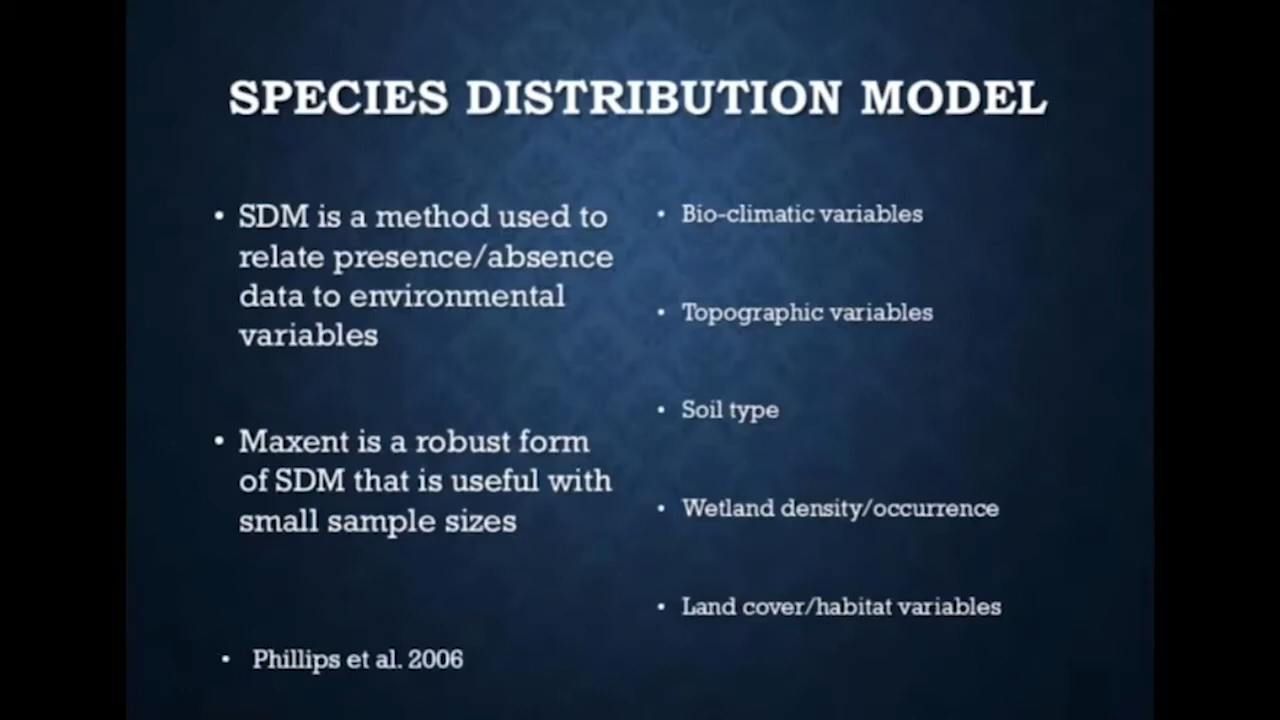 SPECIES DISTRIBUTION MODEL
• SDM is a method used to
relate presence/absence
data to environmental
variables
• Maxent is a robust form
of SDM that is useful with
small sample sizes
• Phillips et al. 2006
• Bio-climatic variables
• Topographic variables
• Soil type
• Wetland density/occurrence
• Land cover/habitat variables